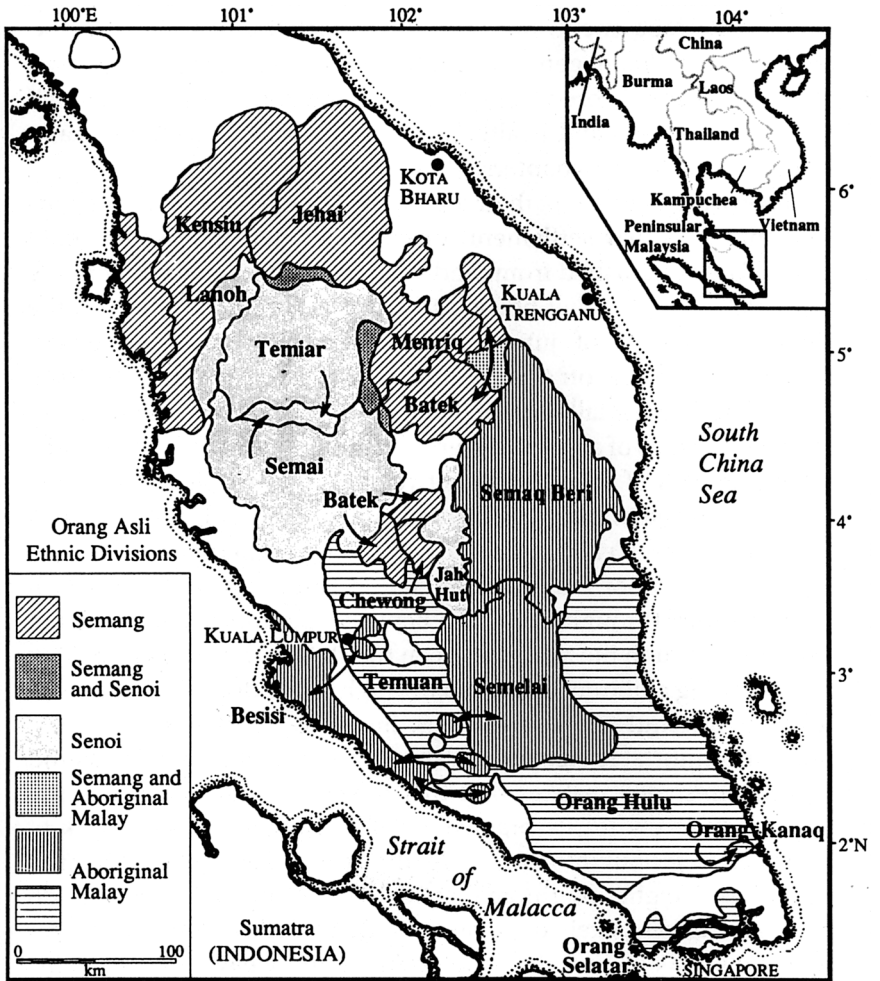 100°E
101°
102°
103°
104°
China
Burma
Laos
India
Thailand
Kampuchea
Vietnam
Peninsular
Malaysia
6°
5°
4°
3°
2°N
KOTA
BHARU
Kensiu
Jehai
Lanoh
KUALA
TRENGGANU
Temiar
Menriq
Batek
South
China
Sea
Semai
Batek
Semaq Beri
Orang Asli
Ethnic Divisions
Jah
Hut
Chewong
KUALA LUMPUR
Temuan
Semelai
Besisi
Orang Hulu
Orang Kanaq
Strait
of
Malacca
Sumatra
(INDONESIA)
Orang
Selatar
SINGAPORE
Semang
Semang
and Senoi
Senoi
Semang and
Aboriginal
Malay
Aboriginal
Malay
0
100
km